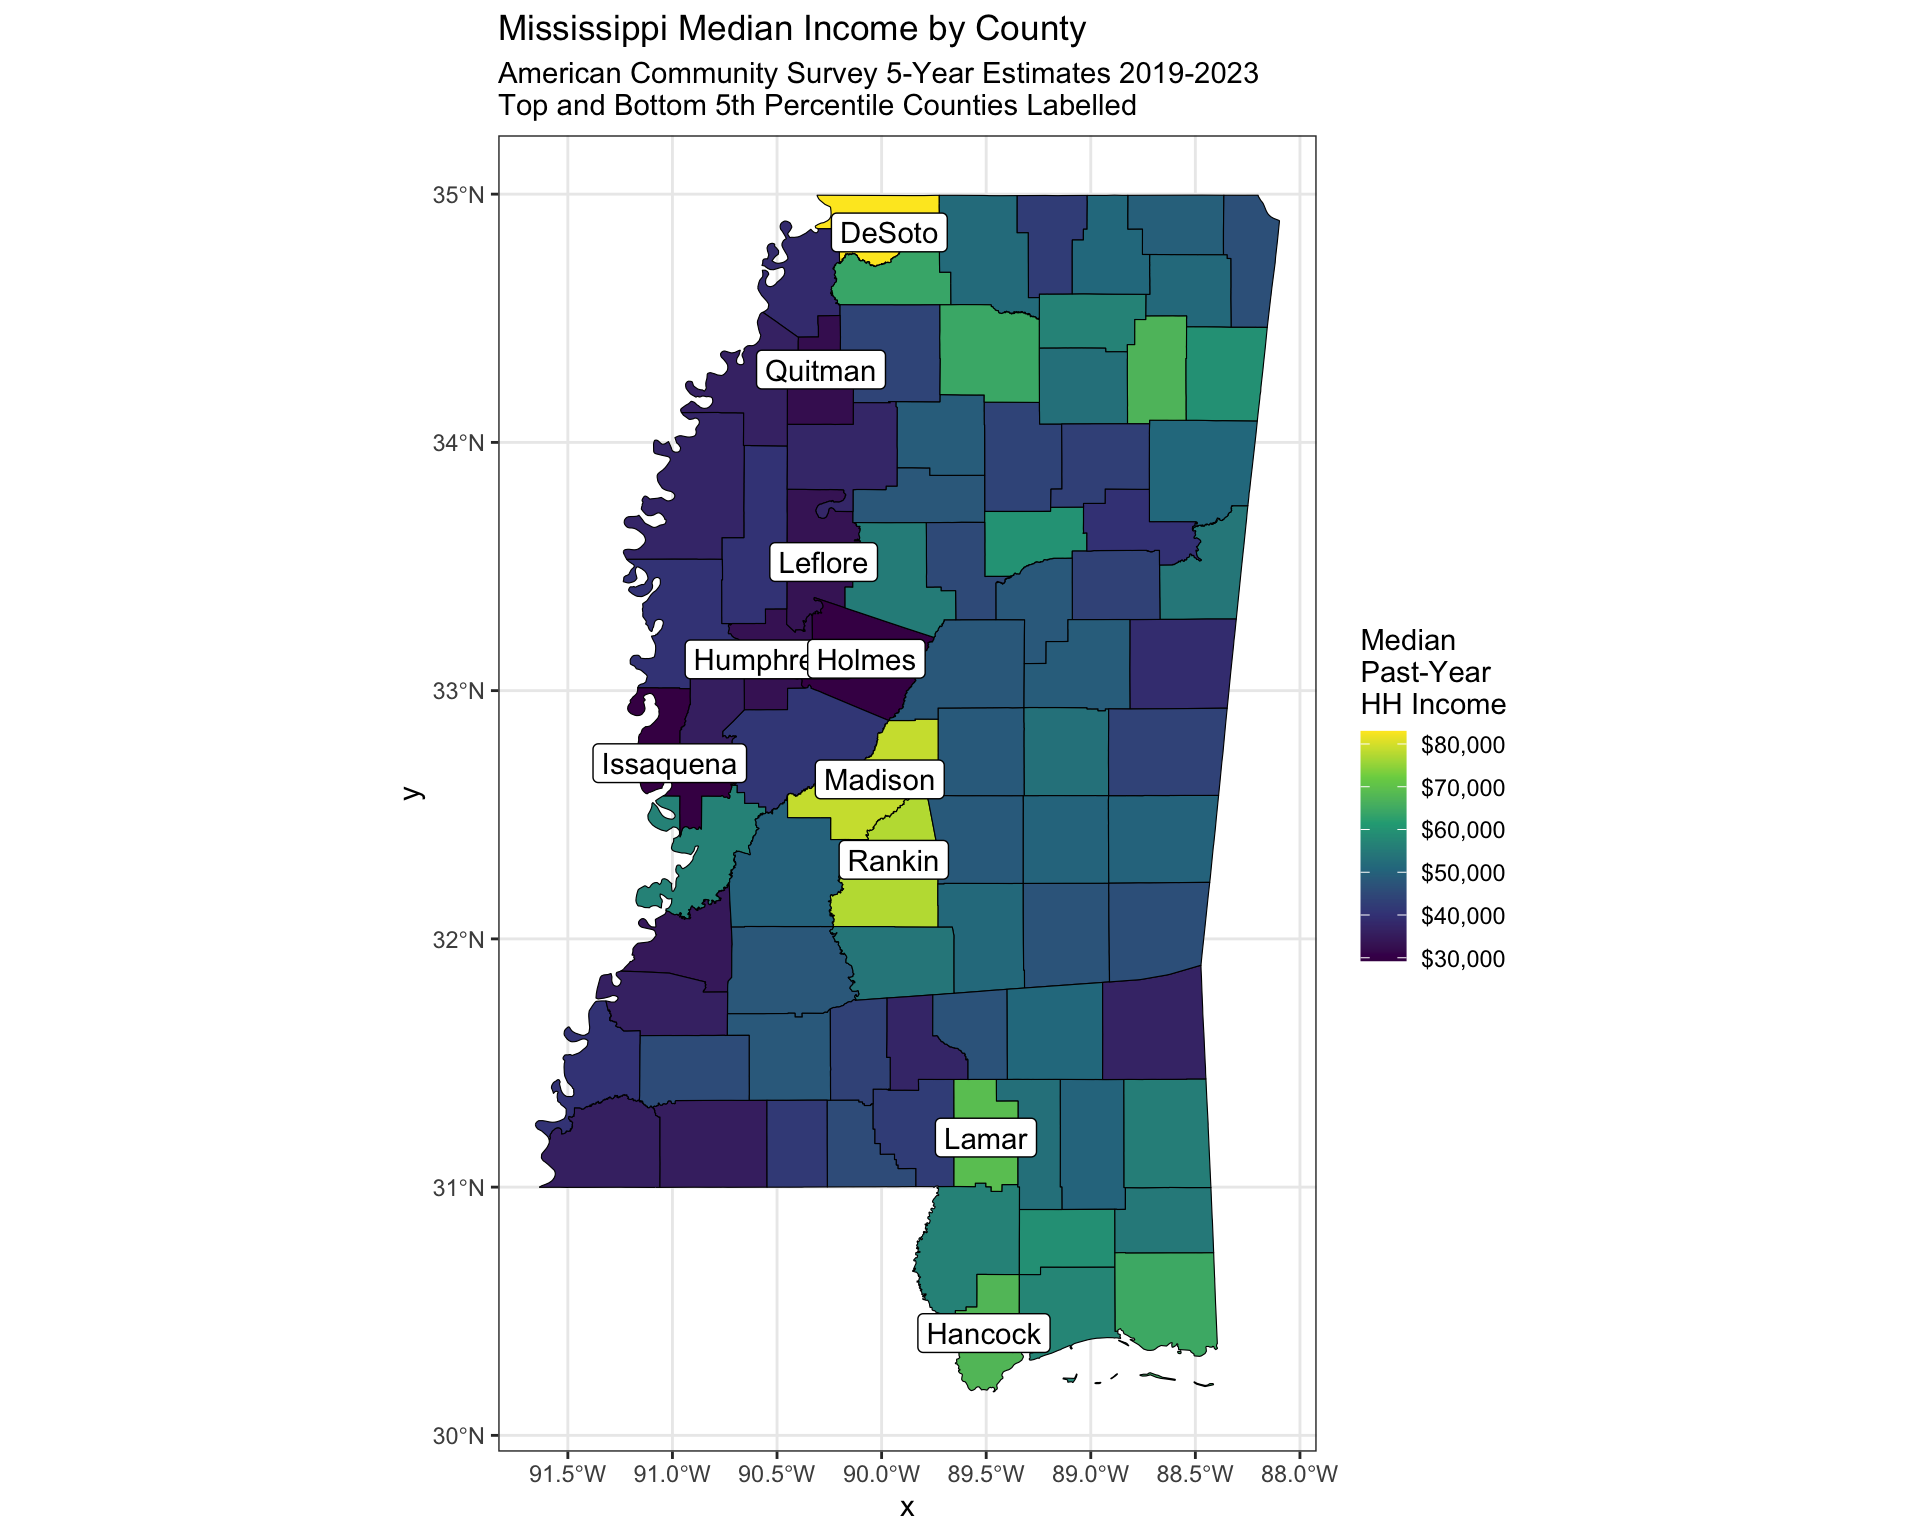 Mississippi Median Income by County
American Community Survey 5-Year Estimates 2019-2023
Top and Bottom 5th Percentile Counties Labelled
35°N
34°N
33°N
32°N
31°N
30°N
y
DeSoto
Quitman
Leflore
Humphre
Holmes
Issaquena
Madison
Rankin
Lamar
Hancock
91.5°W
91.0°W
90.5°W
90.0°W
89.5°W
89.0°W
88.5°W
88.0°W
x
Median
Past-Year
HH Income
$80,000
$70,000
$60,000
$50,000
$40,000
$30,000